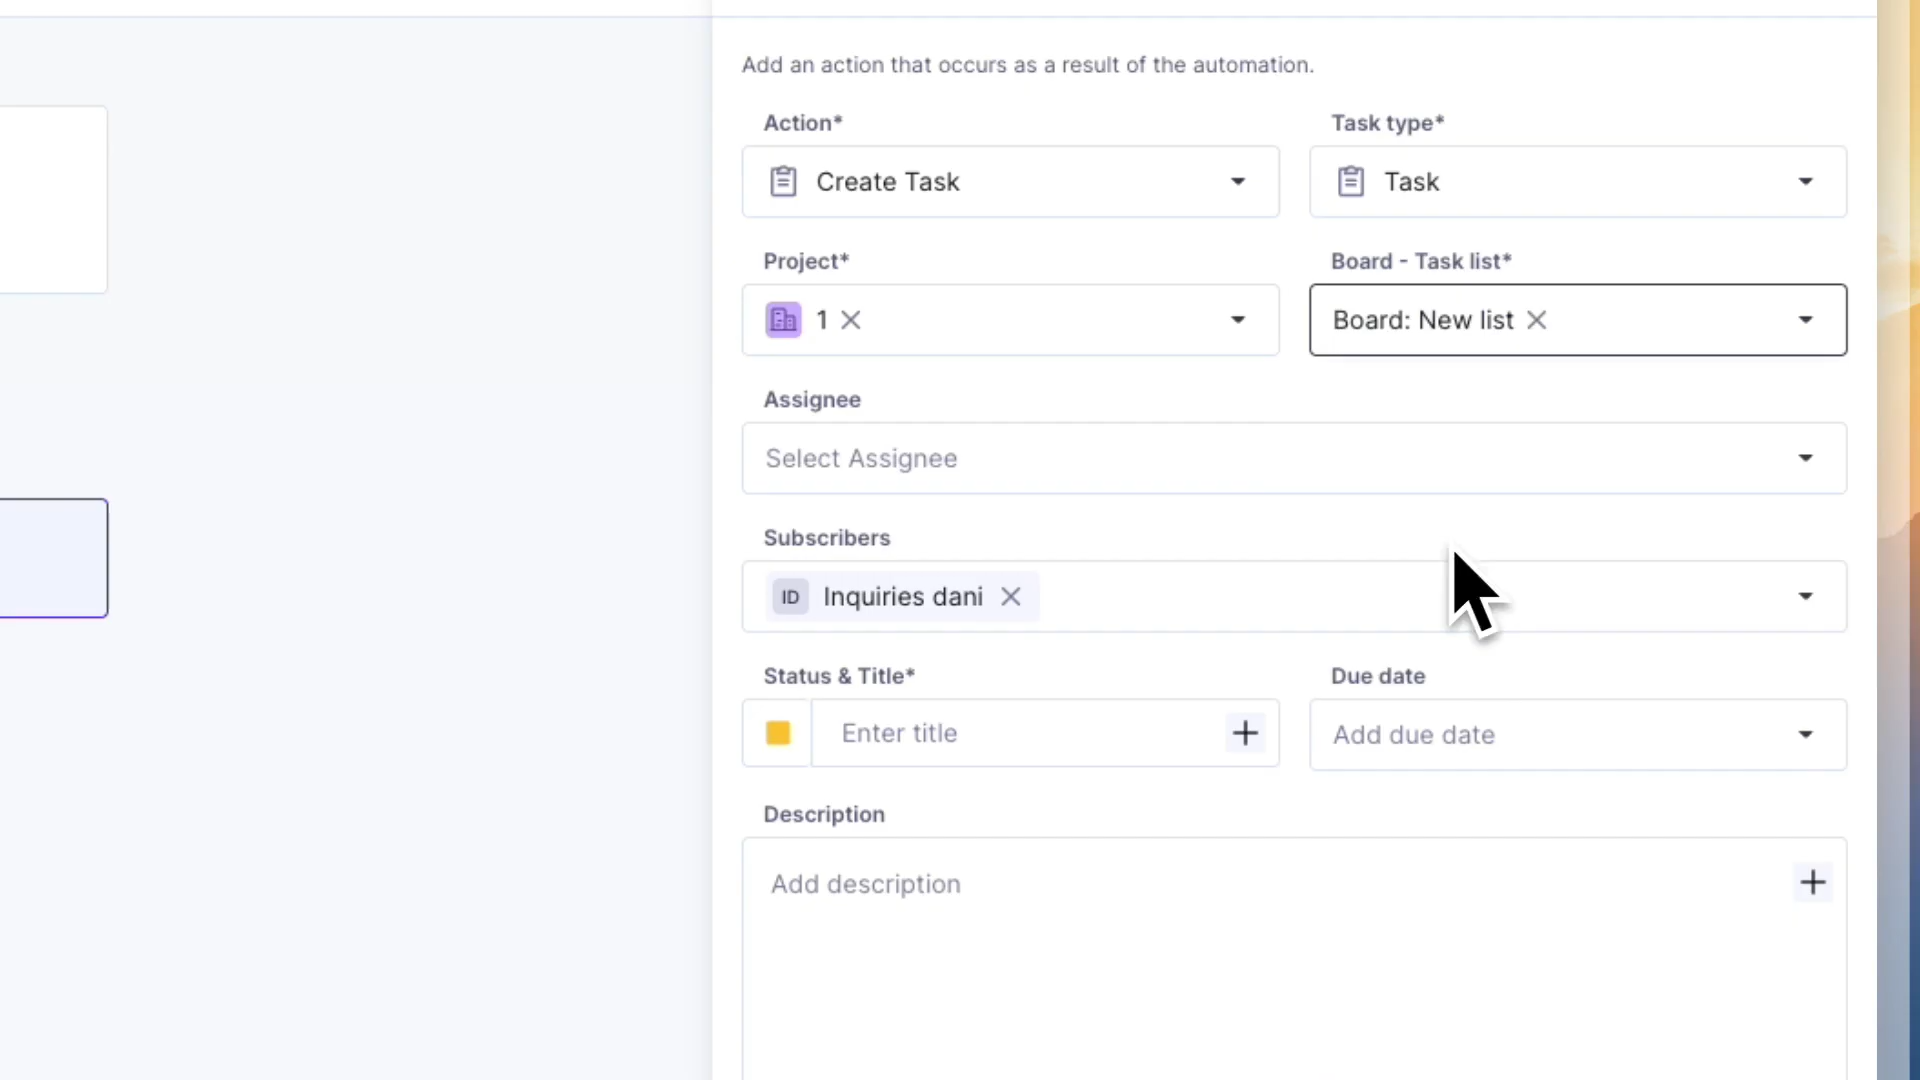 Add an action that occurs as a result of the automation.
Action* Task type*
Create Task Task
Project* Board - Task list*
1 Board: New list
Assignee
Select Assignee
Subscribers
ID Inquiries dani
Status & Title* Due date
Enter title Add due date
Description
Add description